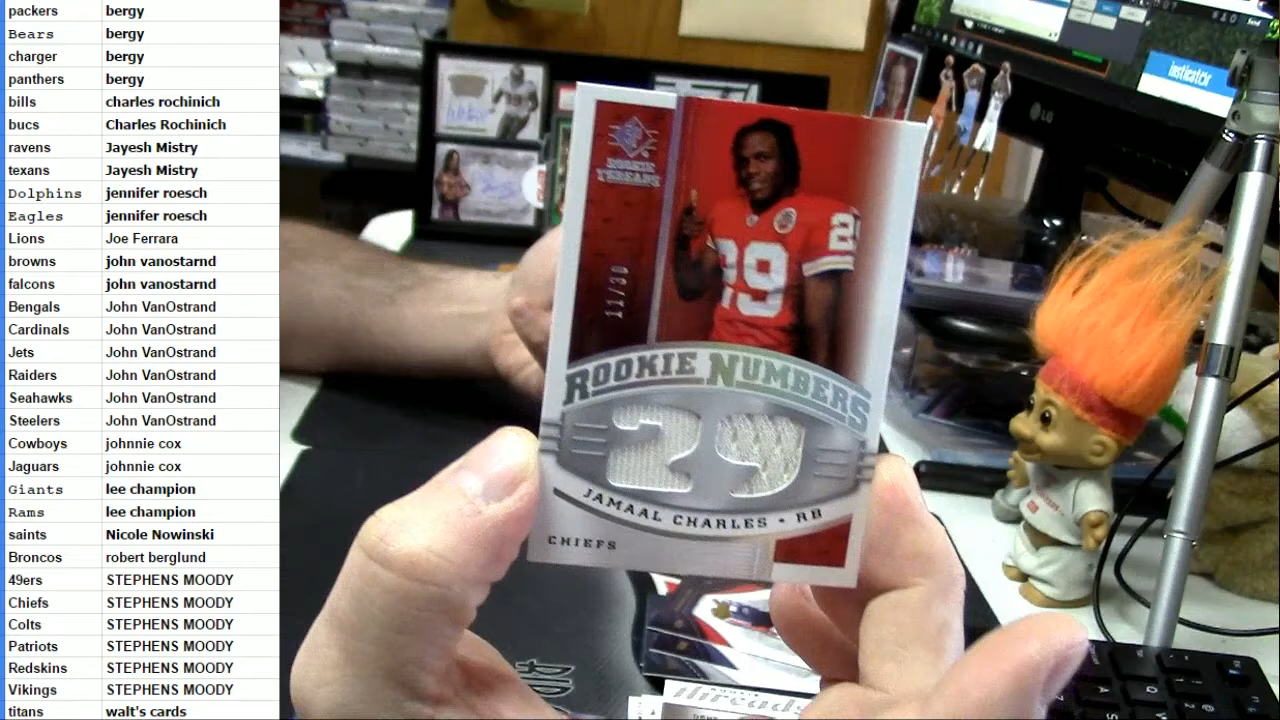 packers bergy
Bears bergy
charger bergy
panthers bergy
bills charles rochinich
bucs Charles Rochinich
ravens Jayesh Mistry
texans Jayesh Mistry
Dolphins jennifer roesch
Eagles jennifer roesch
Lions Joe Ferrara
browns john vanostarnd
falcons john vanostarnd
Bengals John VanOstrand
Cardinals John VanOstrand
Jets John VanOstrand
Raiders John VanOstrand
Seahawks John VanOstrand
Steelers John VanOstrand
Cowboys johnnie cox
Jaguars johnnie cox
Giants lee champion
Rams lee champion
saints Nicole Nowinski
Broncos robert berglund
49ers STEPHENS MOODY
Chiefs STEPHENS MOODY
Colts STEPHENS MOODY
Patriots STEPHENS MOODY
Redskins STEPHENS MOODY
Vikings STEPHENS MOODY
titans walt's cards
SP
ROOKIE
THREADS
11/30
29
29
ROOKIE NUMBERS
29
JAMAAL CHARLES • RB
CHIEFS
LG
insticator
threads